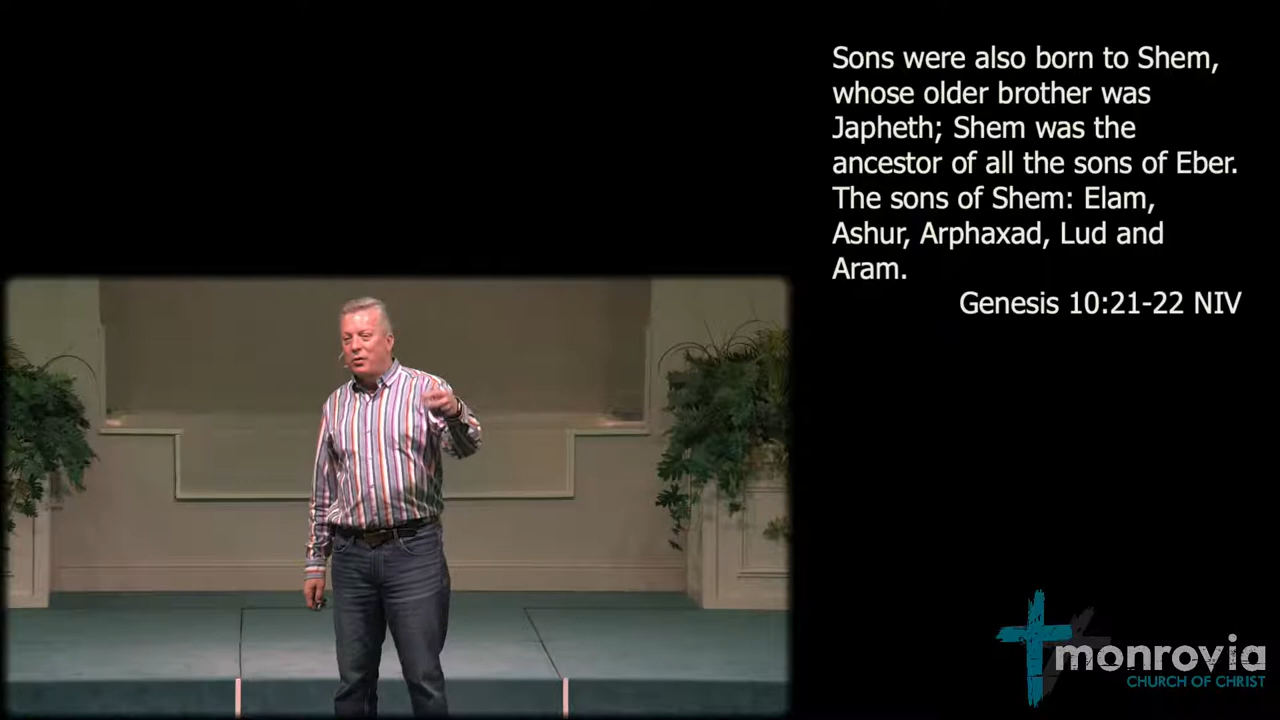 Sons were also born to Shem,
whose older brother was
Japheth; Shem was the
ancestor of all the sons of Eber.
The sons of Shem: Elam,
Ashur, Arphaxad, Lud and
Aram.
Genesis 10:21-22 NIV
monrovia
CHURCH OF CHRIST